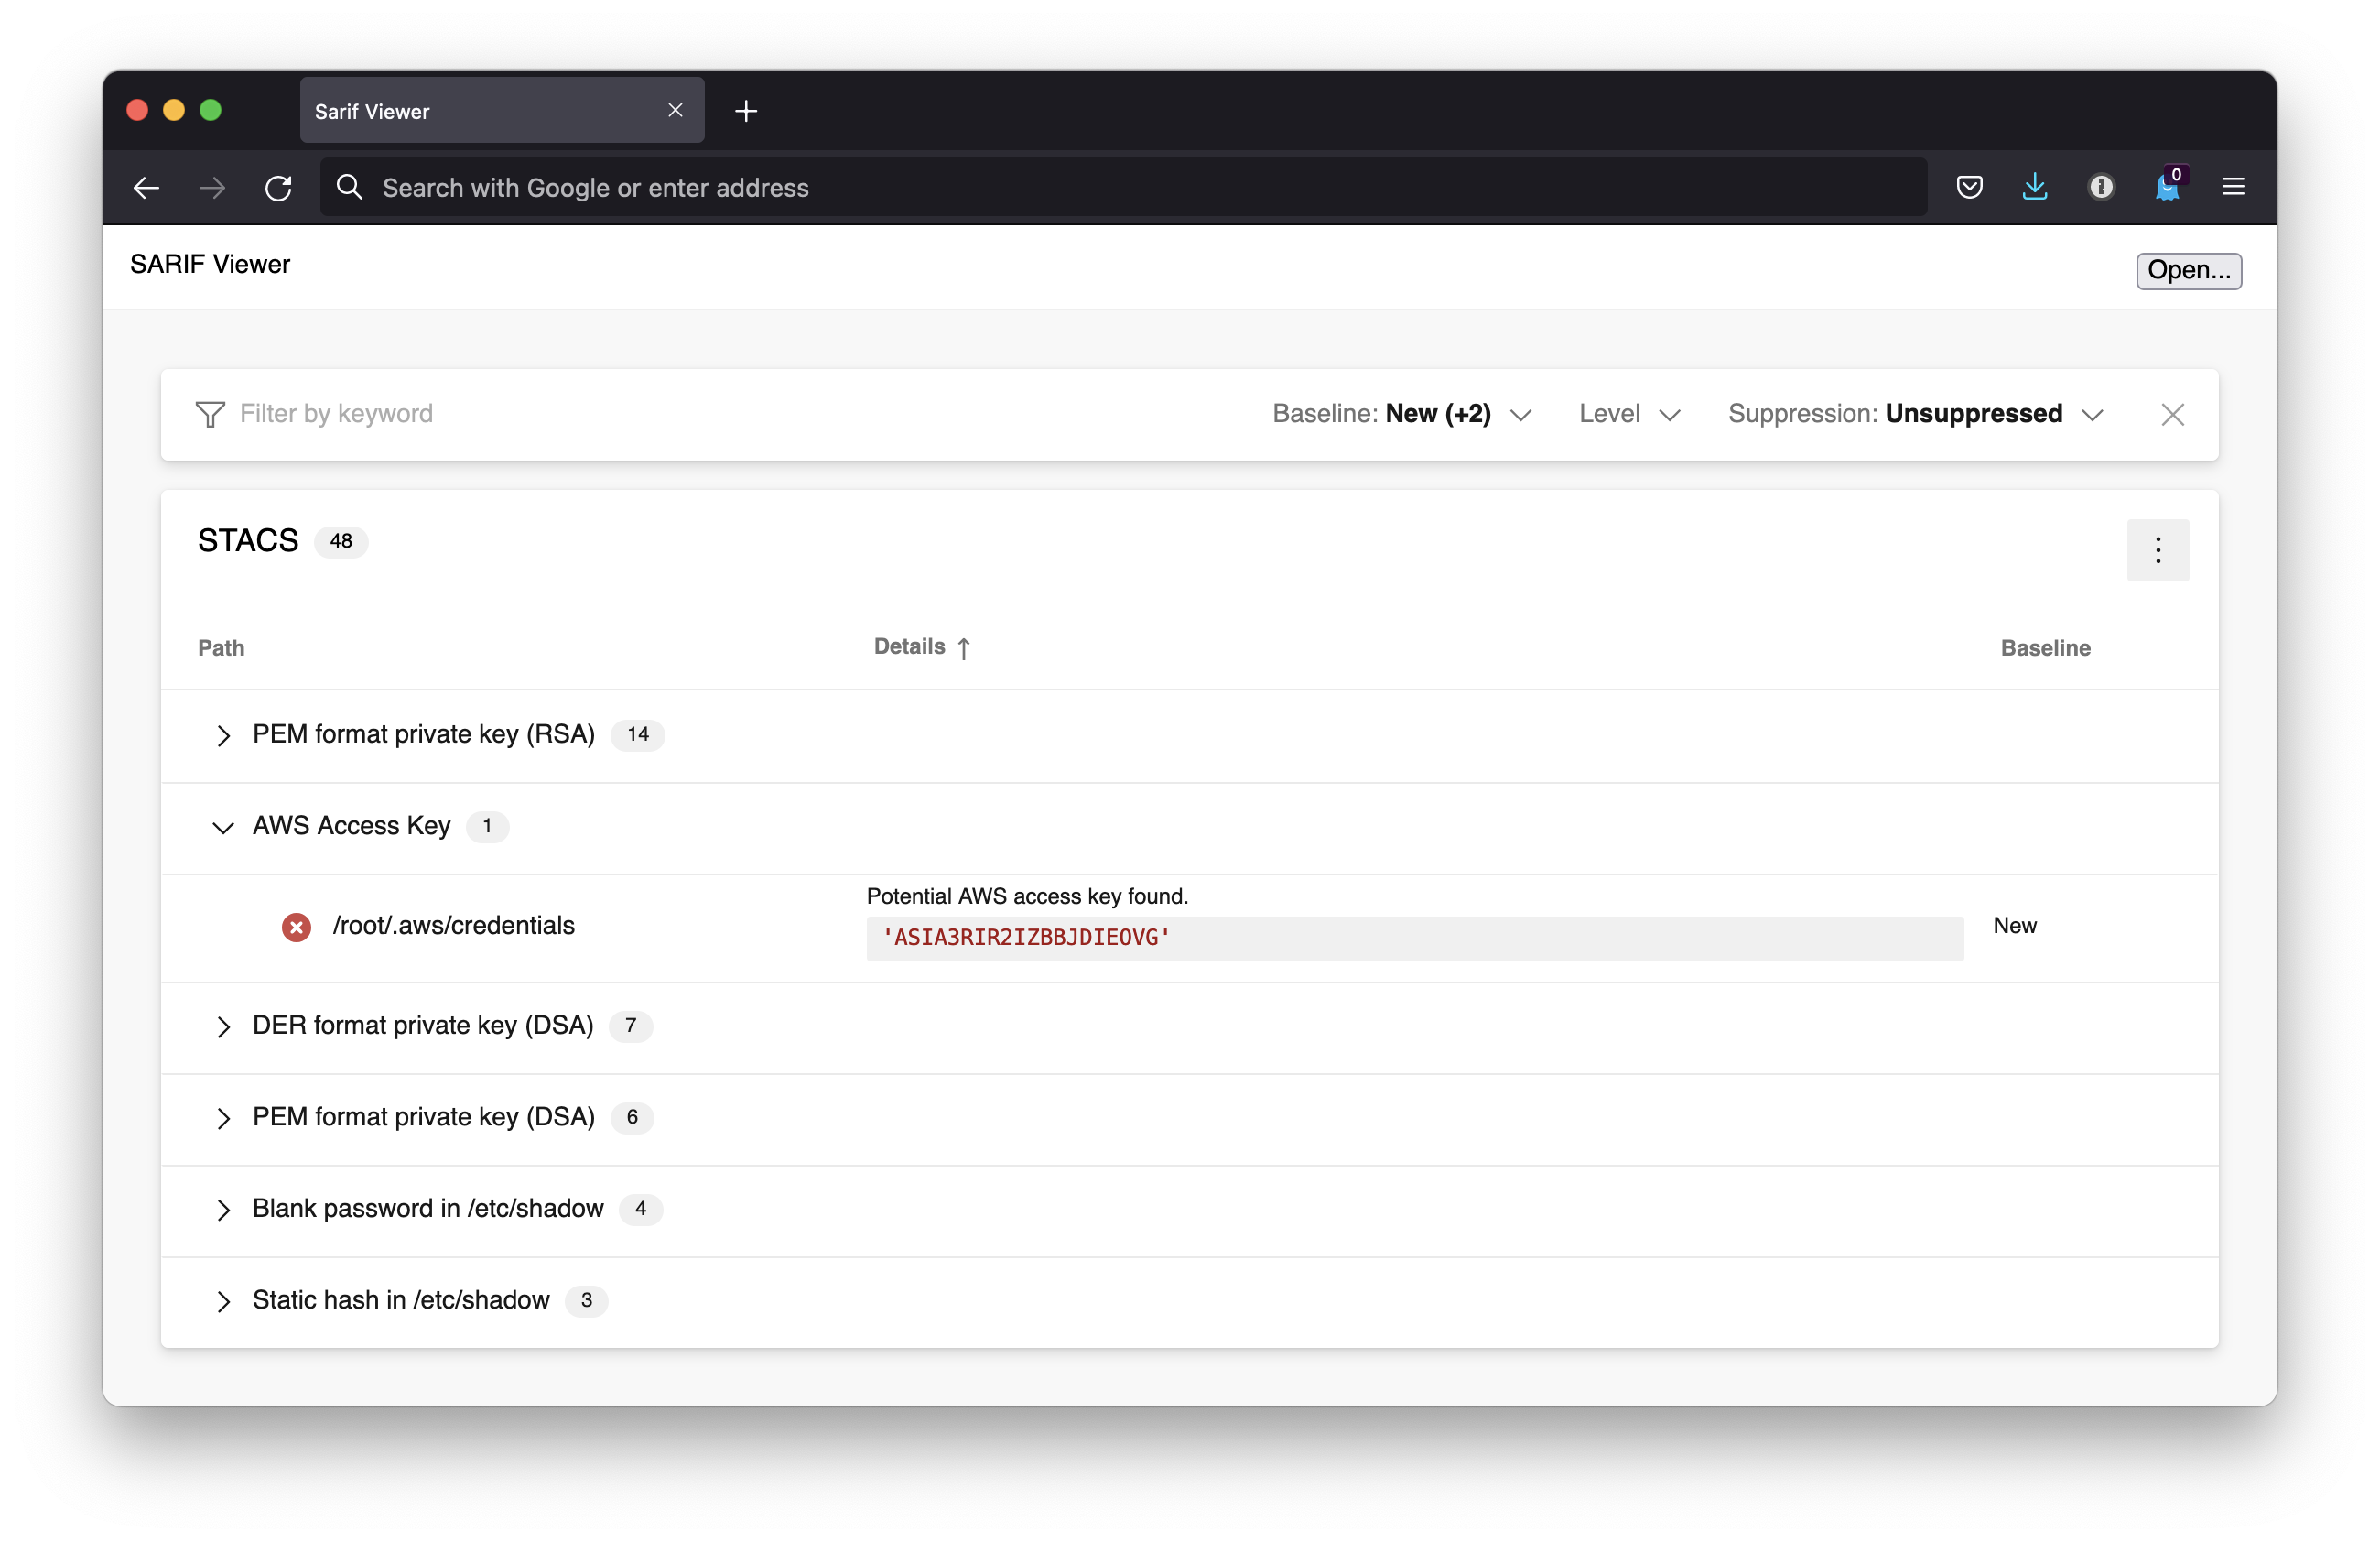 Sarif Viewer
Search with Google or enter address
0
SARIF Viewer
Open...
Filter by keyword
Baseline: New (+2)
Level
Suppression: Unsuppressed
STACS 48
Path
Details ↑
Baseline
PEM format private key (RSA) 14
AWS Access Key 1
/root/.aws/credentials
Potential AWS access key found.
'ASIA3RIR2IZBBJDIEOVG'
New
DER format private key (DSA) 7
PEM format private key (DSA) 6
Blank password in /etc/shadow 4
Static hash in /etc/shadow 3